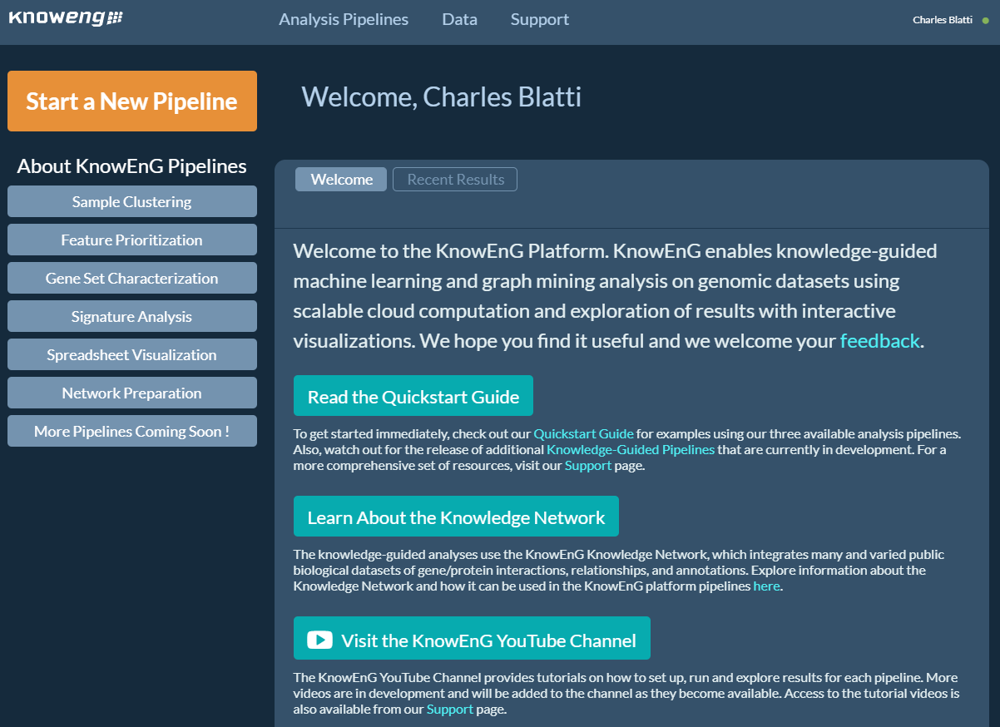 knoweng
Analysis Pipelines
Data
Support
Charles Blatti
Start a New Pipeline
Welcome, Charles Blatti
About KnowEnG Pipelines
Sample Clustering
Feature Prioritization
Gene Set Characterization
Signature Analysis
Spreadsheet Visualization
Network Preparation
More Pipelines Coming Soon !
Welcome
Recent Results
Welcome to the KnowEnG Platform. KnowEnG enables knowledge-guided
machine learning and graph mining analysis on genomic datasets using
scalable cloud computation and exploration of results with interactive
visualizations. We hope you find it useful and we welcome your feedback.
Read the Quickstart Guide
To get started immediately, check out our Quickstart Guide for examples using our three available analysis pipelines.
Also, watch out for the release of additional Knowledge-Guided Pipelines that are currently in development. For a
more comprehensive set of resources, visit our Support page.
Learn About the Knowledge Network
The knowledge-guided analyses use the KnowEnG Knowledge Network, which integrates many and varied public
biological datasets of gene/protein interactions, relationships, and annotations. Explore information about the
Knowledge Network and how it can be used in the KnowEnG platform pipelines here.
Visit the KnowEnG YouTube Channel
The KnowEnG YouTube Channel provides tutorials on how to set up, run and explore results for each pipeline. More
videos are in development and will be added to the channel as they become available. Access to the tutorial videos is
also available from our Support page.